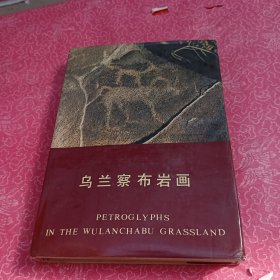 乌兰察布岩画
PETROGLYPHS
IN THE WULANCHABU GRASSLAND